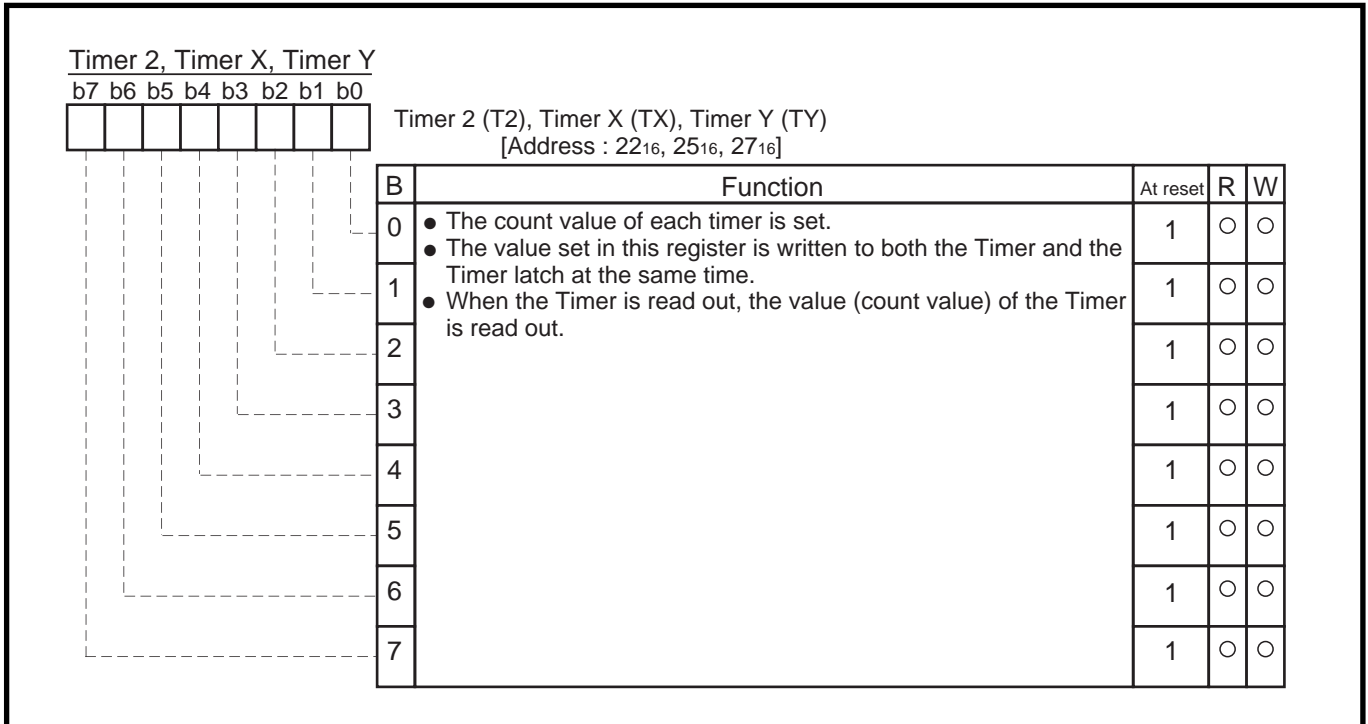 Timer 2, Timer X, Timer Y
b7 b6 b5 b4 b3 b2 b1 b0
Timer 2 (T2), Timer X (TX), Timer Y (TY)
[Address : 22₁₆, 25₁₆, 27₁₆]
B Function At reset R W
0 ● The count value of each timer is set. 1 ○ ○
● The value set in this register is written to both the Timer and the
Timer latch at the same time.
1 ● When the Timer is read out, the value (count value) of the Timer 1 ○ ○
is read out.
2 1 ○ ○
3 1 ○ ○
4 1 ○ ○
5 1 ○ ○
6 1 ○ ○
7 1 ○ ○